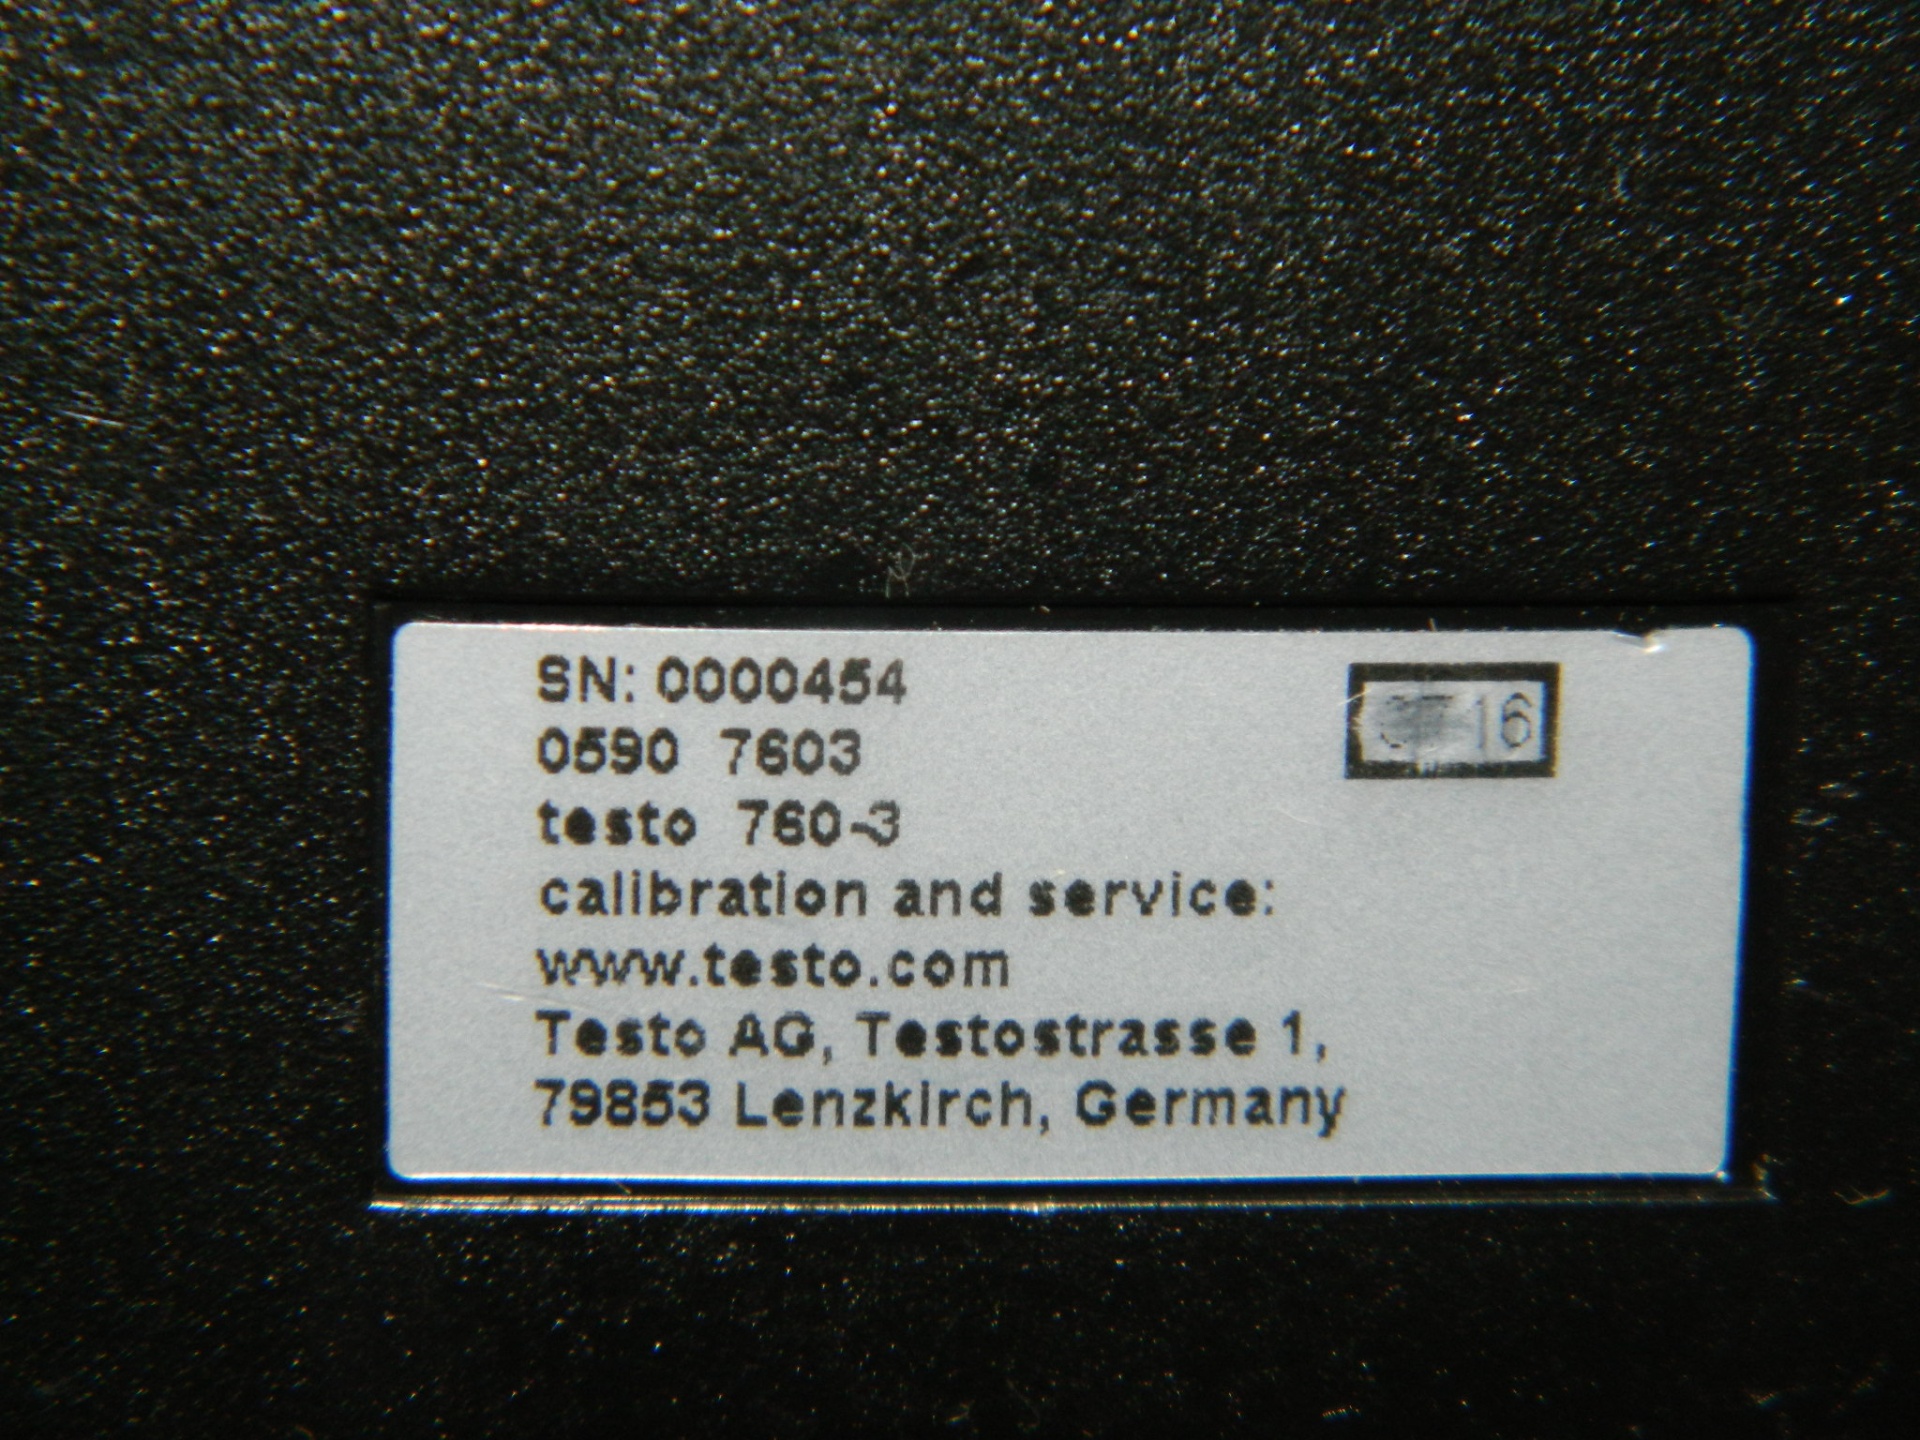 SN: 0000454
16
0590 7603
testo 760-3
calibration and service:
www.testo.com
Testo AG, Testostrasse 1,
79853 Lenzkirch, Germany